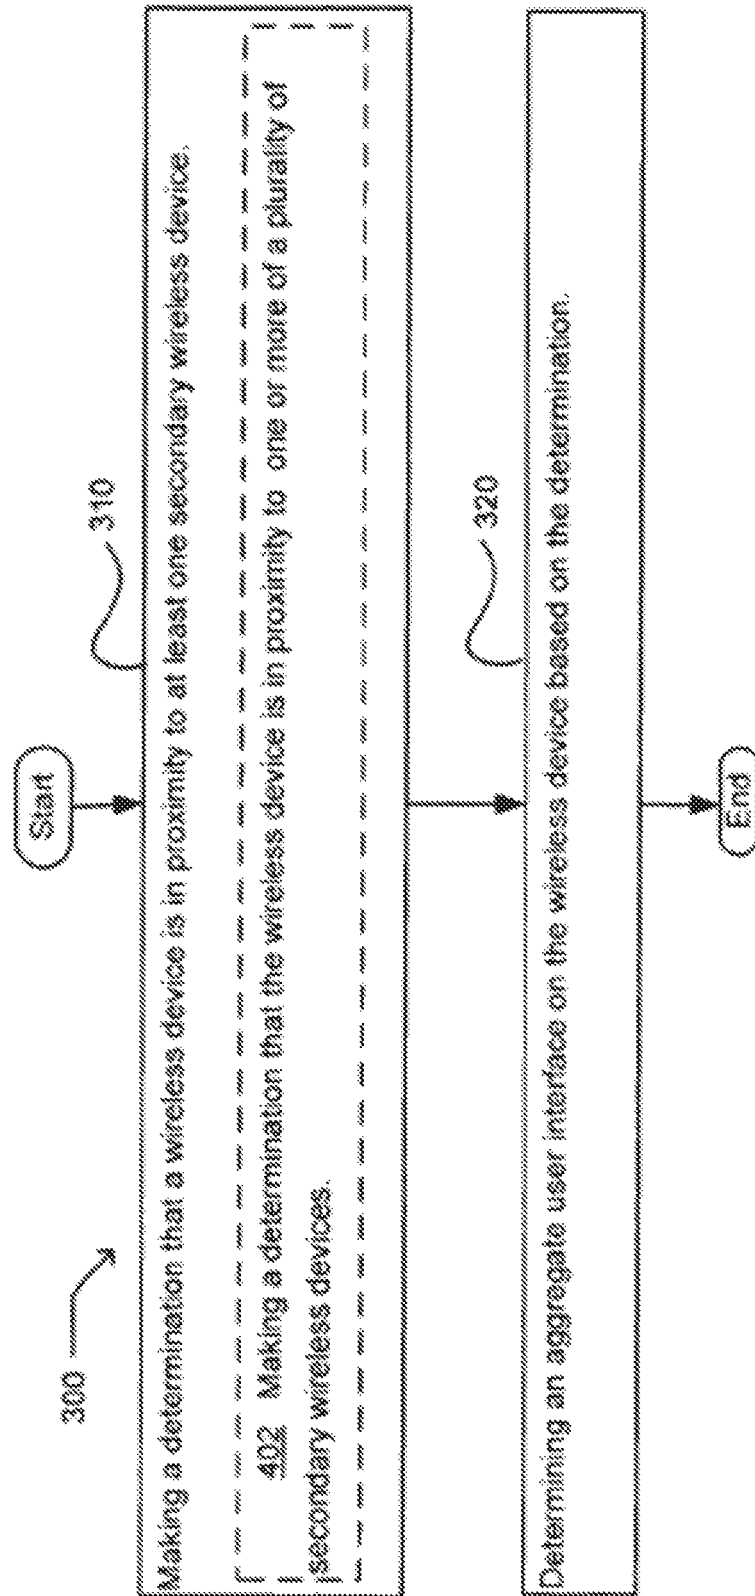 300
Start
310
Making a determination that a wireless device is in proximity to at least one secondary wireless device.
402 Making a determination that the wireless device is in proximity to one or more of a plurality of
secondary wireless devices.
320
Determining an aggregate user interface on the wireless device based on the determination.
End